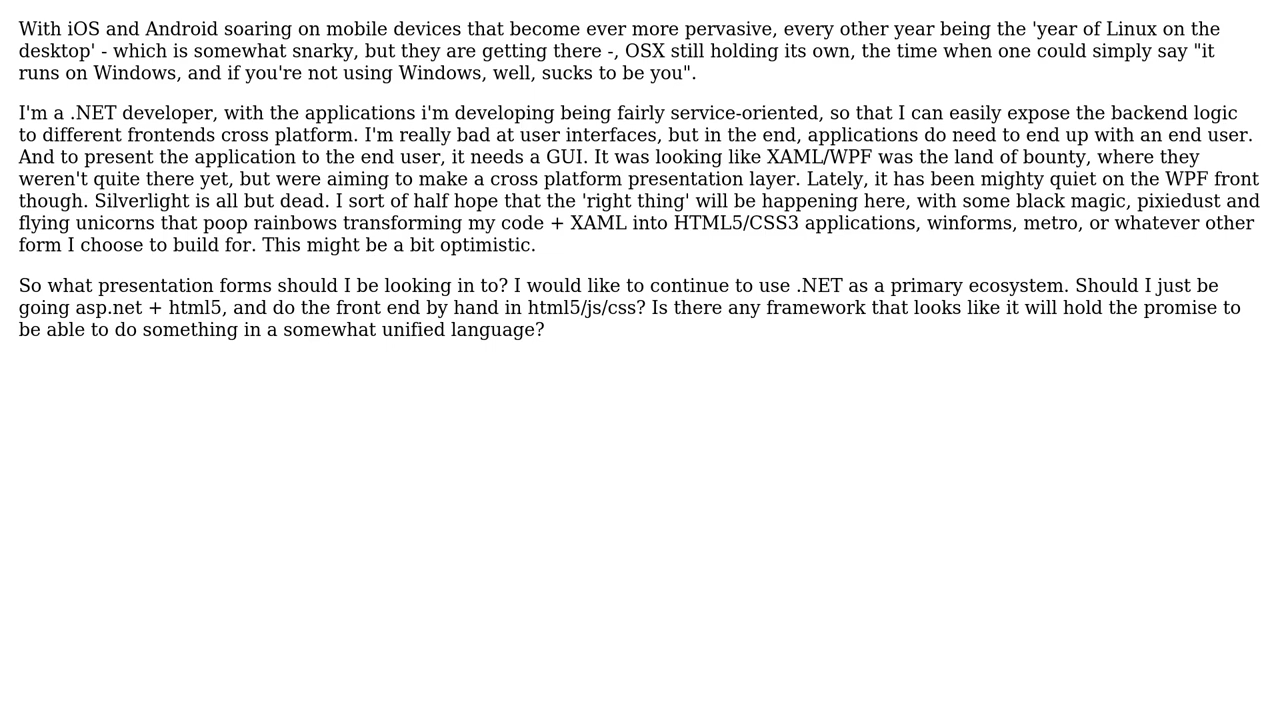 With iOS and Android soaring on mobile devices that become ever more pervasive, every other year being the 'year of Linux on the
desktop' - which is somewhat snarky, but they are getting there -, OSX still holding its own, the time when one could simply say "it
runs on Windows, and if you're not using Windows, well, sucks to be you".
I'm a .NET developer, with the applications i'm developing being fairly service-oriented, so that I can easily expose the backend logic
to different frontends cross platform. I'm really bad at user interfaces, but in the end, applications do need to end up with an end user.
And to present the application to the end user, it needs a GUI. It was looking like XAML/WPF was the land of bounty, where they
weren't quite there yet, but were aiming to make a cross platform presentation layer. Lately, it has been mighty quiet on the WPF front
though. Silverlight is all but dead. I sort of half hope that the 'right thing' will be happening here, with some black magic, pixiedust and
flying unicorns that poop rainbows transforming my code + XAML into HTML5/CSS3 applications, winforms, metro, or whatever other
form I choose to build for. This might be a bit optimistic.
So what presentation forms should I be looking in to? I would like to continue to use .NET as a primary ecosystem. Should I just be
going asp.net + html5, and do the front end by hand in html5/js/css? Is there any framework that looks like it will hold the promise to
be able to do something in a somewhat unified language?